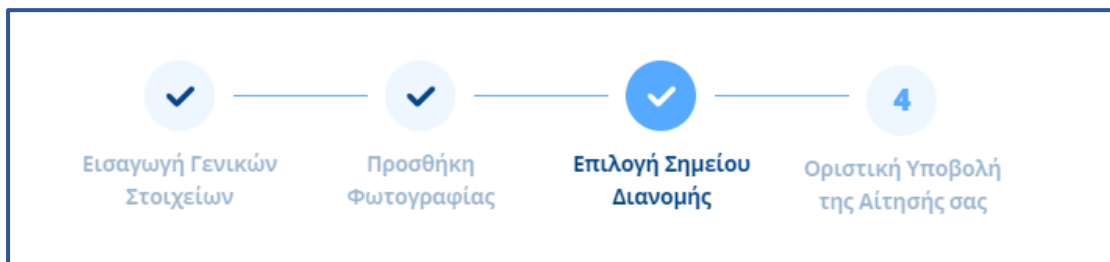 4
Εισαγωγή Γενικών
Στοιχείων
Προσθήκη
Φωτογραφίας
Επιλογή Σημείου
Διανομής
Οριστική Υποβολή
της Αίτησής σας